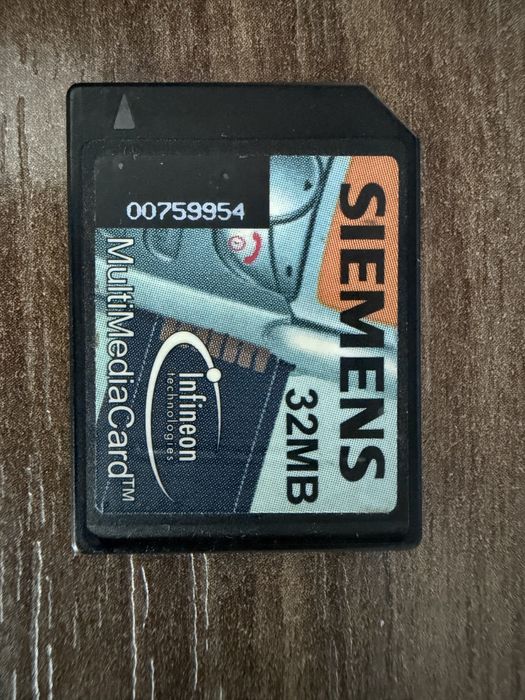 00759954
SIEMENS
32MB
Infineon
technologies
MultiMediaCard™